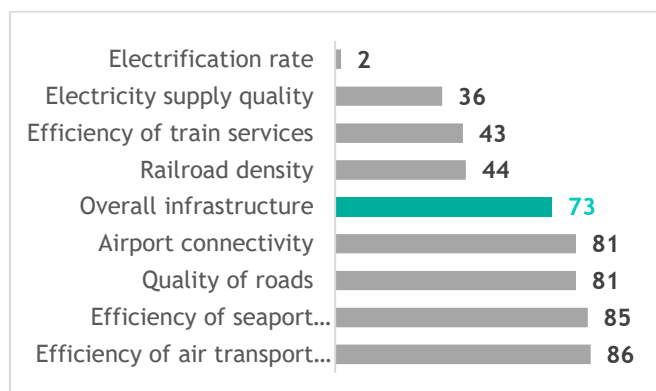 Electrification rate 2
Electricity supply quality 36
Efficiency of train services 43
Railroad density 44
Overall infrastructure 73
Airport connectivity 81
Quality of roads 81
Efficiency of seaport... 85
Efficiency of air transport... 86